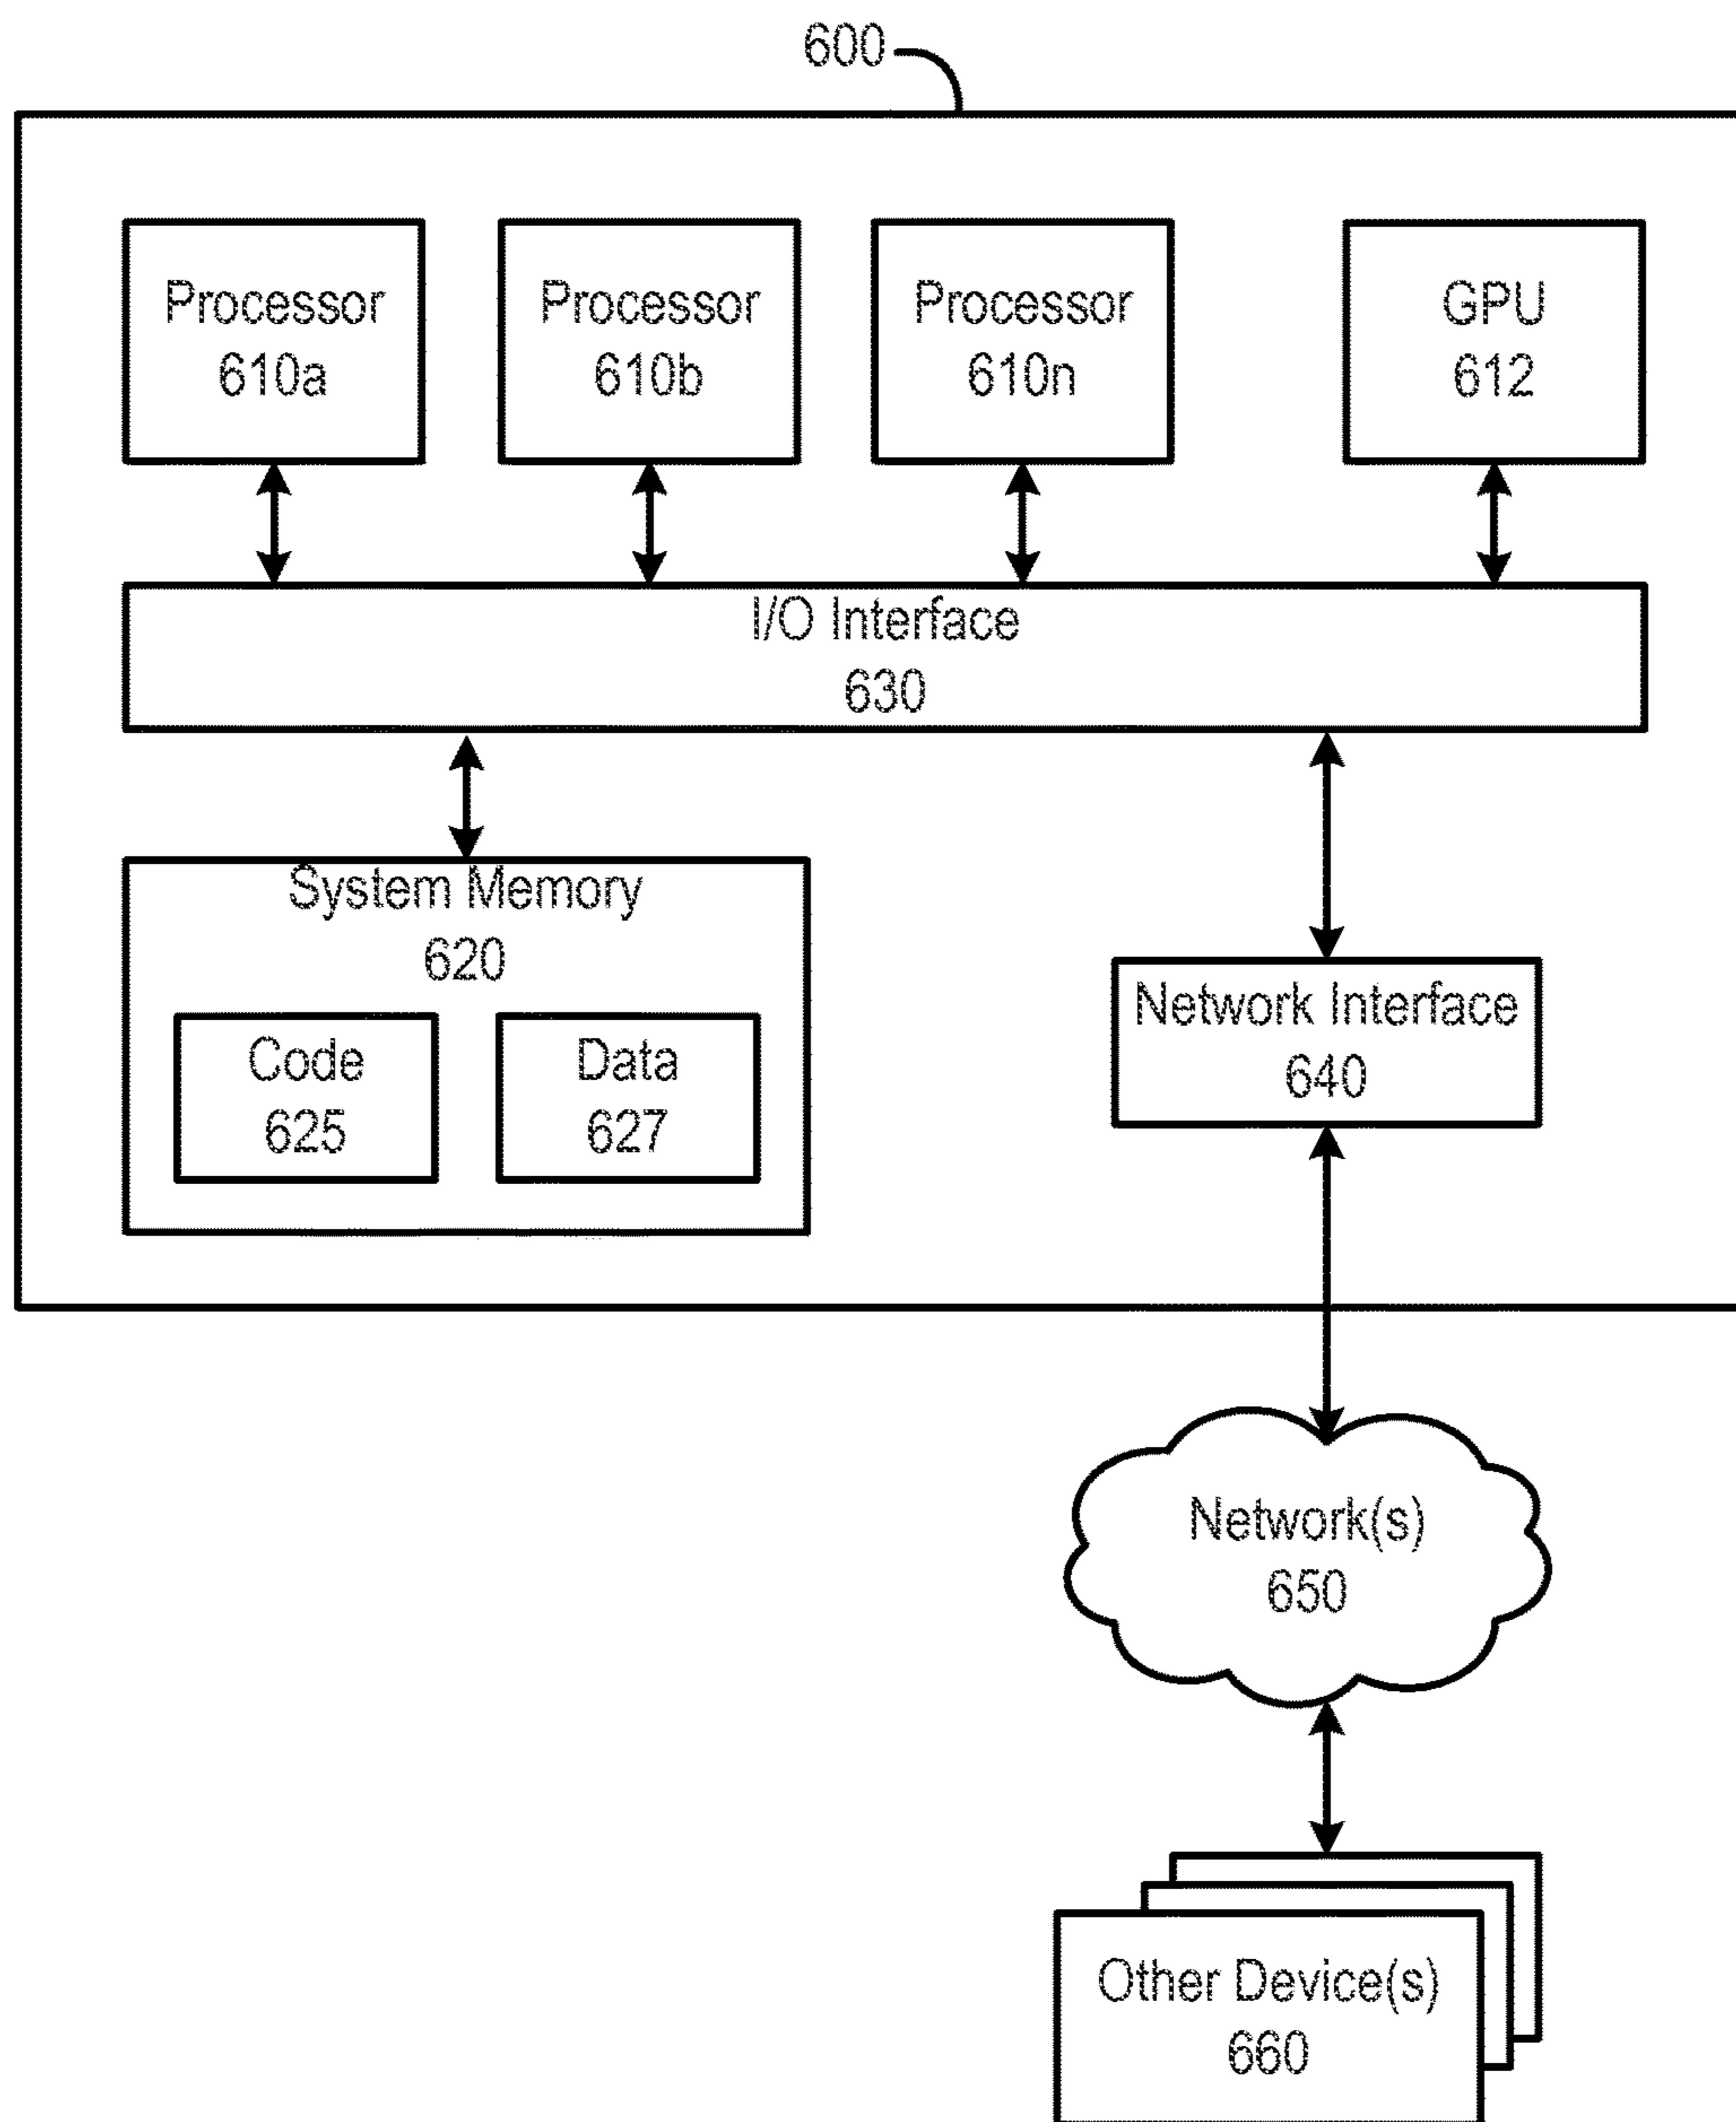 600
Processor
610a
Processor
610b
Processor
610n
GPU
612
I/O Interface
630
System Memory
620
Code
625
Data
627
Network Interface
640
Network(s)
650
Other Device(s)
660